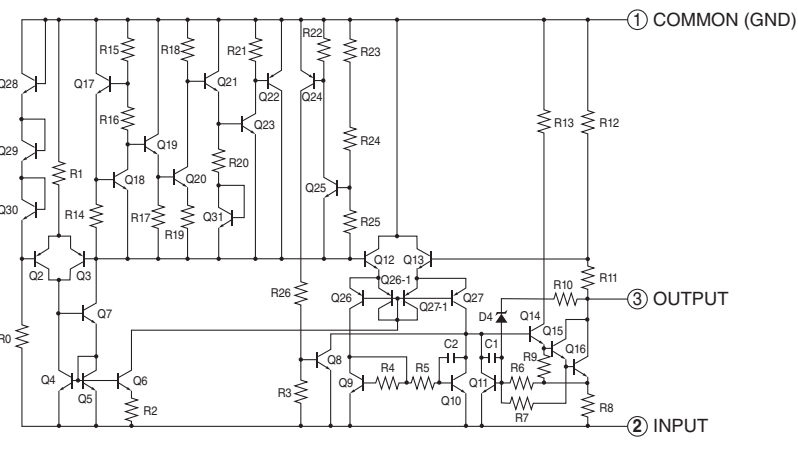 1 COMMON (GND)
R15
R18
R21
R22
R23
Q28
Q17
Q21
Q22
Q24
R16
R13
R12
Q29
Q19
Q23
R24
R1
Q18
Q20
R20
Q25
Q30
R14
R17
R19
Q31
R25
Q2
Q3
Q12
Q13
Q26-1
R11
R26
Q26
Q27-1
Q27
R10
3 OUTPUT
Q7
D4
Q14
Q15
R0
Q8
C2
C1
Q16
R9
Q4
Q5
Q6
R3
Q9
R4
R5
Q10
Q11
R6
R2
R7
R8
2 INPUT